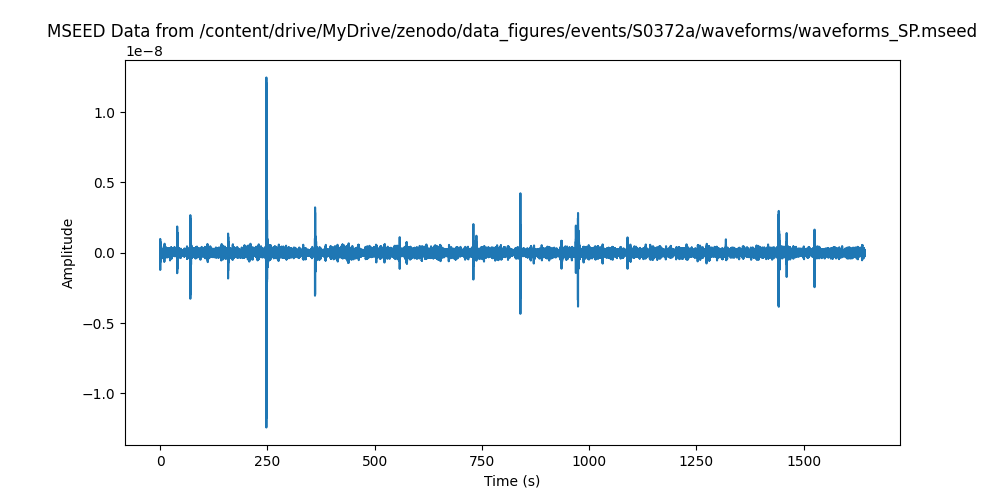 MSEED Data from /content/drive/MyDrive/zenodo/data_figures/events/S0372a/waveforms/waveforms_SP.mseed
1e−8
1.0
0.5
0.0
−0.5
−1.0
Amplitude
0 250 500 750 1000 1250 1500
Time (s)